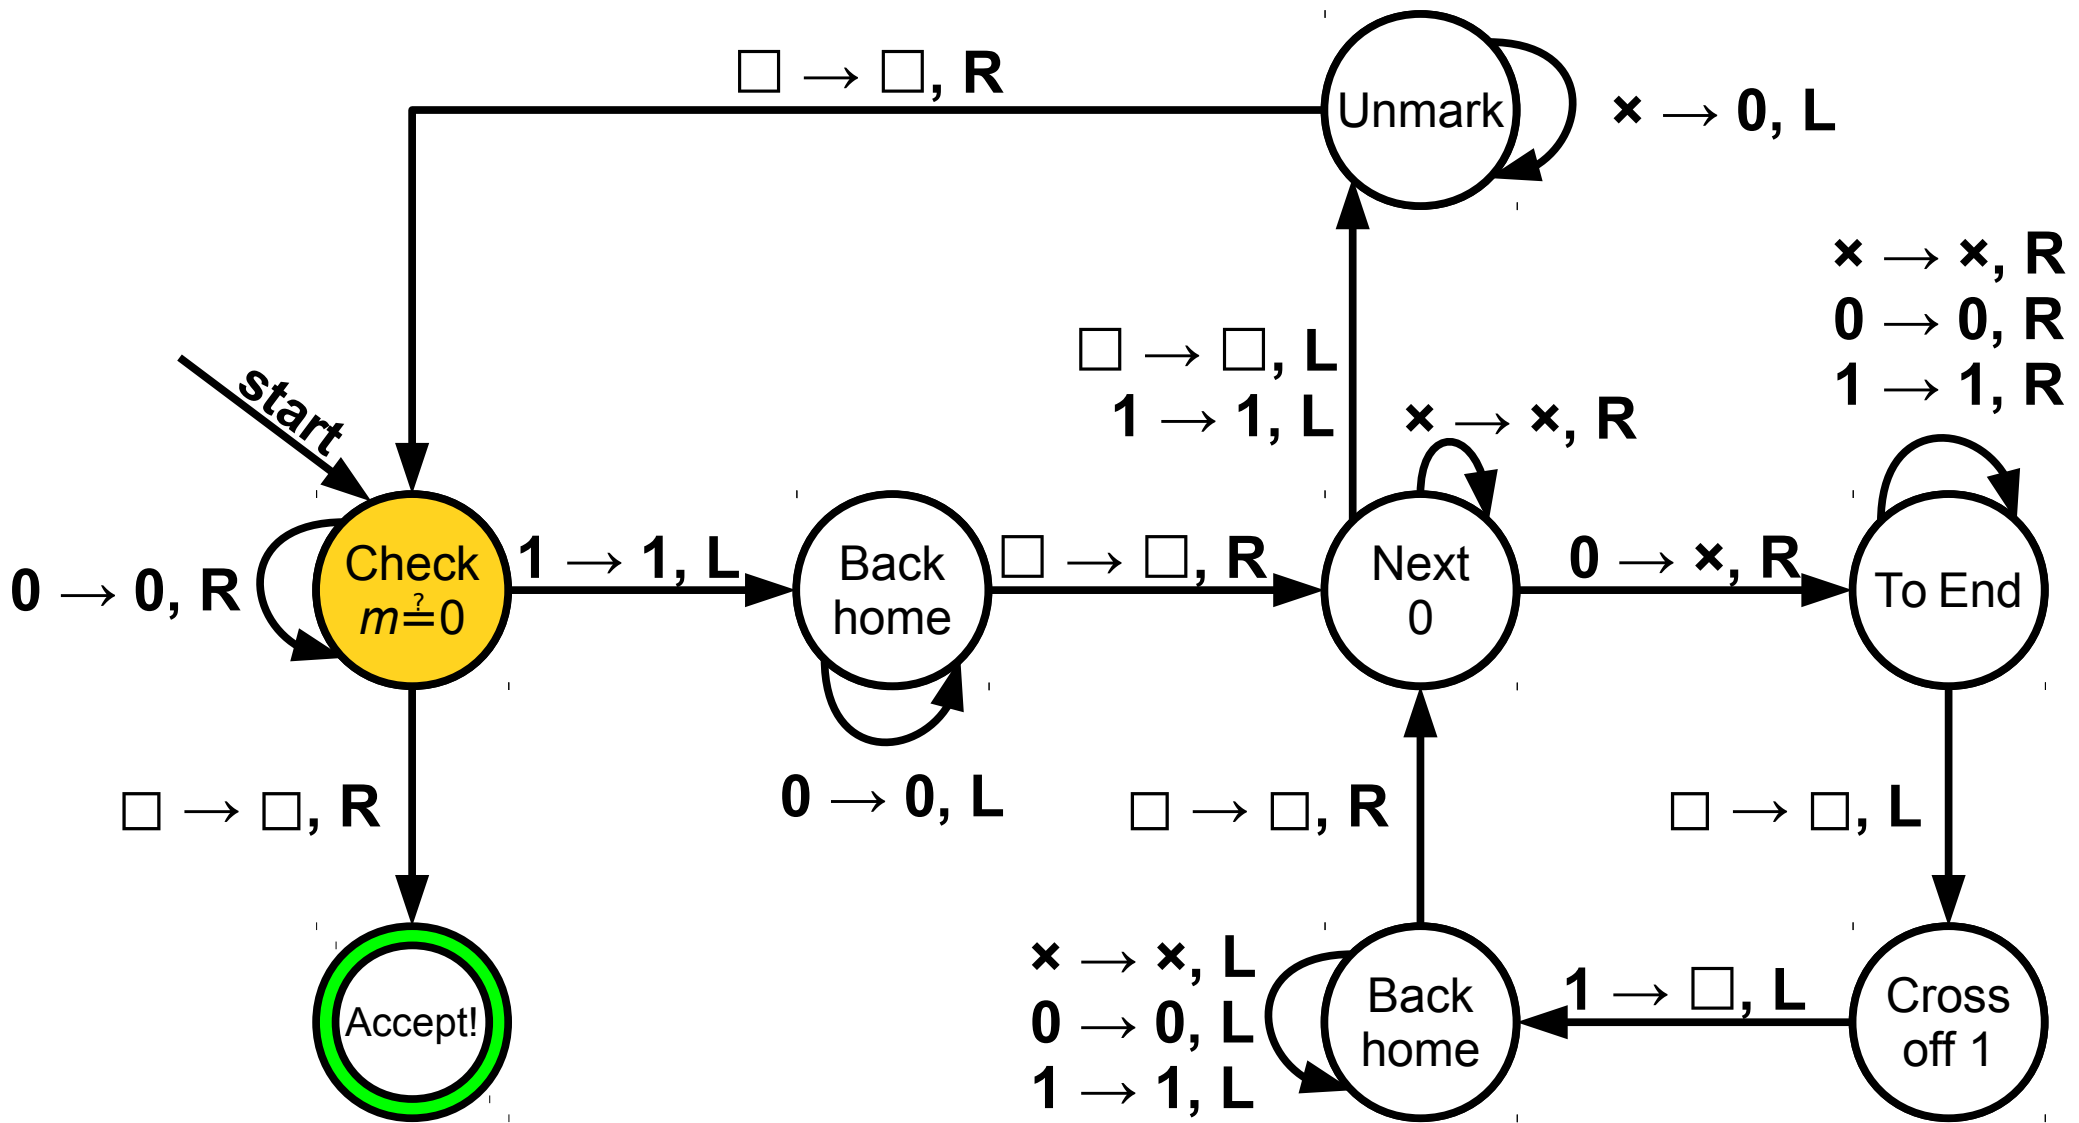 □ → □, R
Unmark
× → 0, L
× → ×, R
0 → 0, R
1 → 1, R
□ → □, L
1 → 1, L
× → ×, R
start
0 → 0, R
Check
m≟0
1 → 1, L
Back
home
□ → □, R
Next
0
0 → ×, R
To End
0 → 0, L
□ → □, R
□ → □, R
□ → □, L
Accept!
× → ×, L
0 → 0, L
1 → 1, L
Back
home
1 → □, L
Cross
off 1